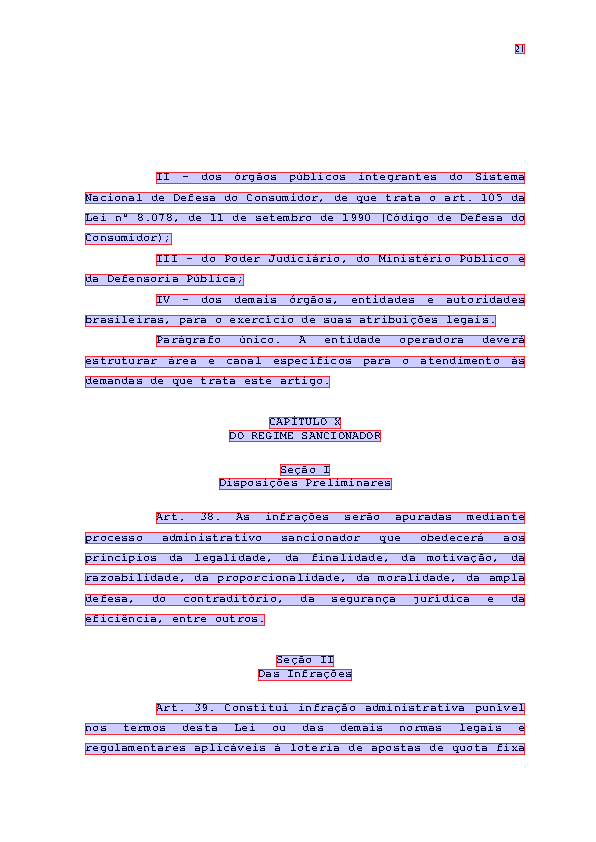 21
II - dos órgãos públicos integrantes do Sistema
Nacional de Defesa do Consumidor, de que trata o art. 105 da
Lei nº 8.078, de 11 de setembro de 1990 (Código de Defesa do
Consumidor);
III - do Poder Judiciário, do Ministério Público e
da Defensoria Pública;
IV - dos demais órgãos, entidades e autoridades
brasileiras, para o exercício de suas atribuições legais.
Parágrafo único. A entidade operadora deverá
estruturar área e canal específicos para o atendimento às
demandas de que trata este artigo.
CAPÍTULO X
DO REGIME SANCIONADOR
Seção I
Disposições Preliminares
Art. 38. As infrações serão apuradas mediante
processo administrativo sancionador que obedecerá aos
princípios da legalidade, da finalidade, da motivação, da
razoabilidade, da proporcionalidade, da moralidade, da ampla
defesa, do contraditório, da segurança jurídica e da
eficiência, entre outros.
Seção II
Das Infrações
Art. 39. Constitui infração administrativa punível
nos termos desta Lei ou das demais normas legais e
regulamentares aplicáveis à loteria de apostas de quota fixa